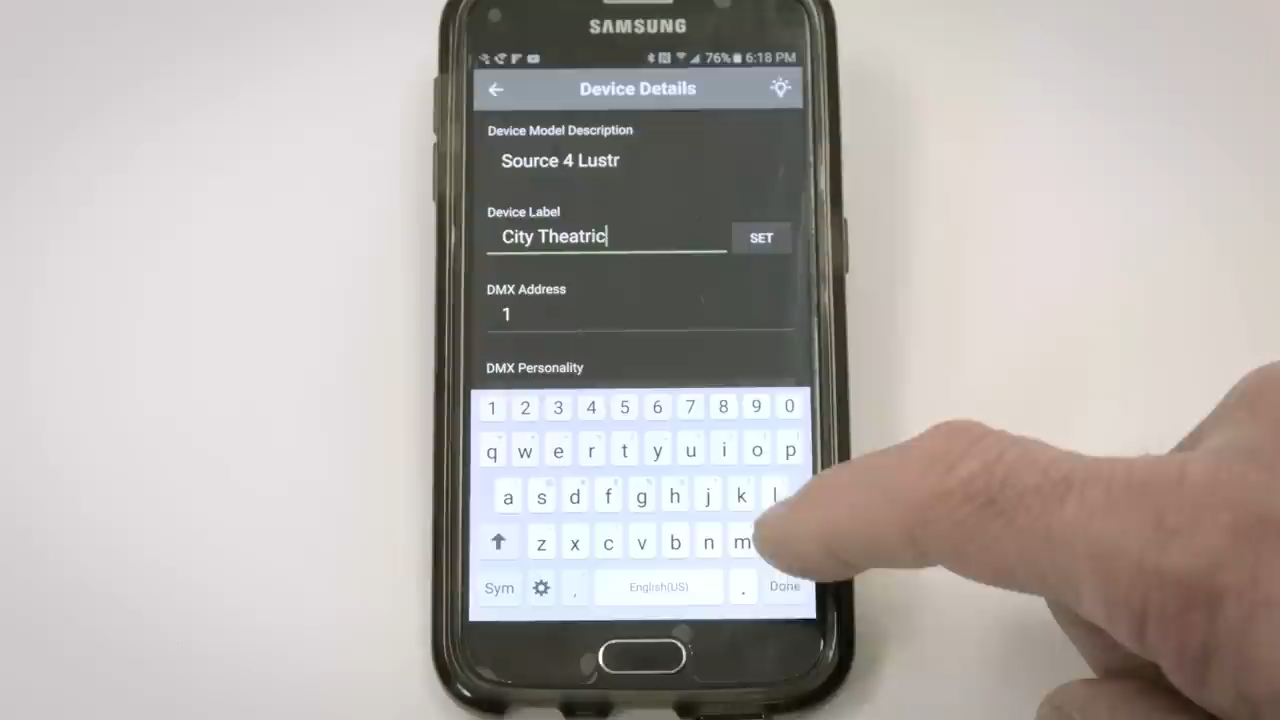 SAMSUNG
76% 6:18 PM
Device Details
Device Model Description
Source 4 Lustr
Device Label
City Theatric
SET
DMX Address
1
DMX Personality
1 2 3 4 5 6 7 8 9 0
q w e r t y u i o p
a s d f g h j k l
z x c v b n m
Sym , English(US) . Done